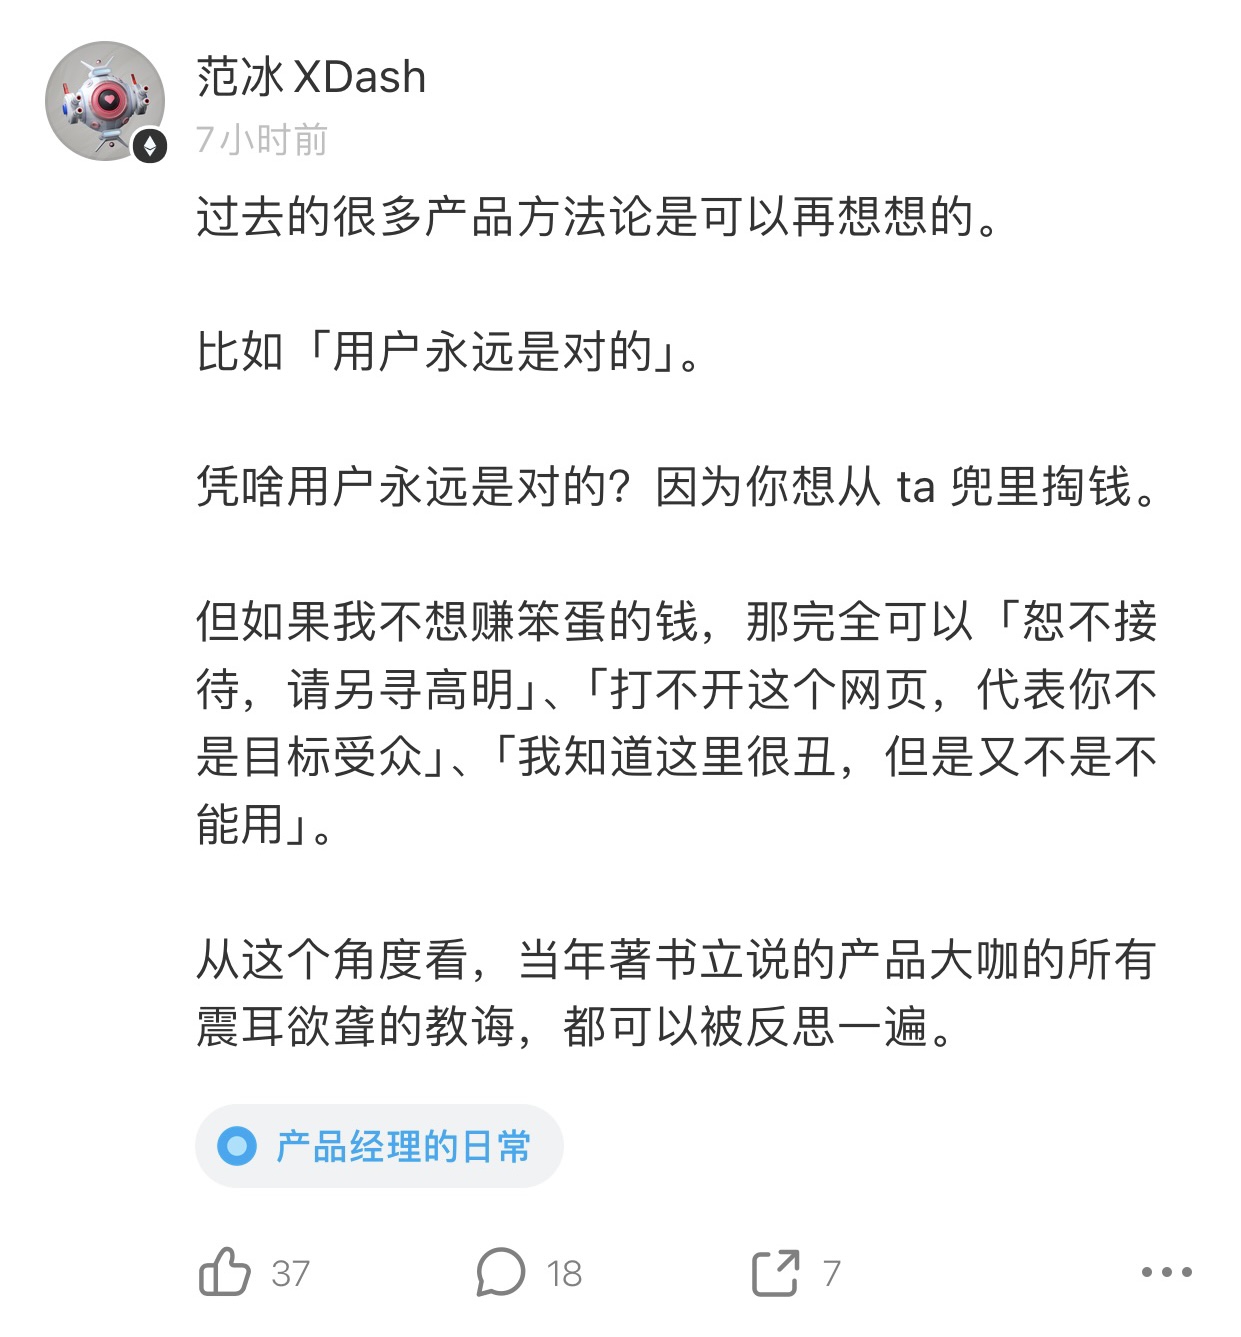 范冰XDash
7小时前
过去的很多产品方法论是可以再想想的。
比如「用户永远是对的」。
凭啥用户永远是对的？因为你想从 ta 兜里掏钱。
但如果我不想赚笨蛋的钱，那完全可以「恕不接
待，请另寻高明」、「打不开这个网页，代表你不
是目标受众」、「我知道这里很丑，但是又不是不
能用」。
从这个角度看，当年著书立说的产品大咖的所有
震耳欲聋的教诲，都可以被反思一遍。
产品经理的日常
37 18 7